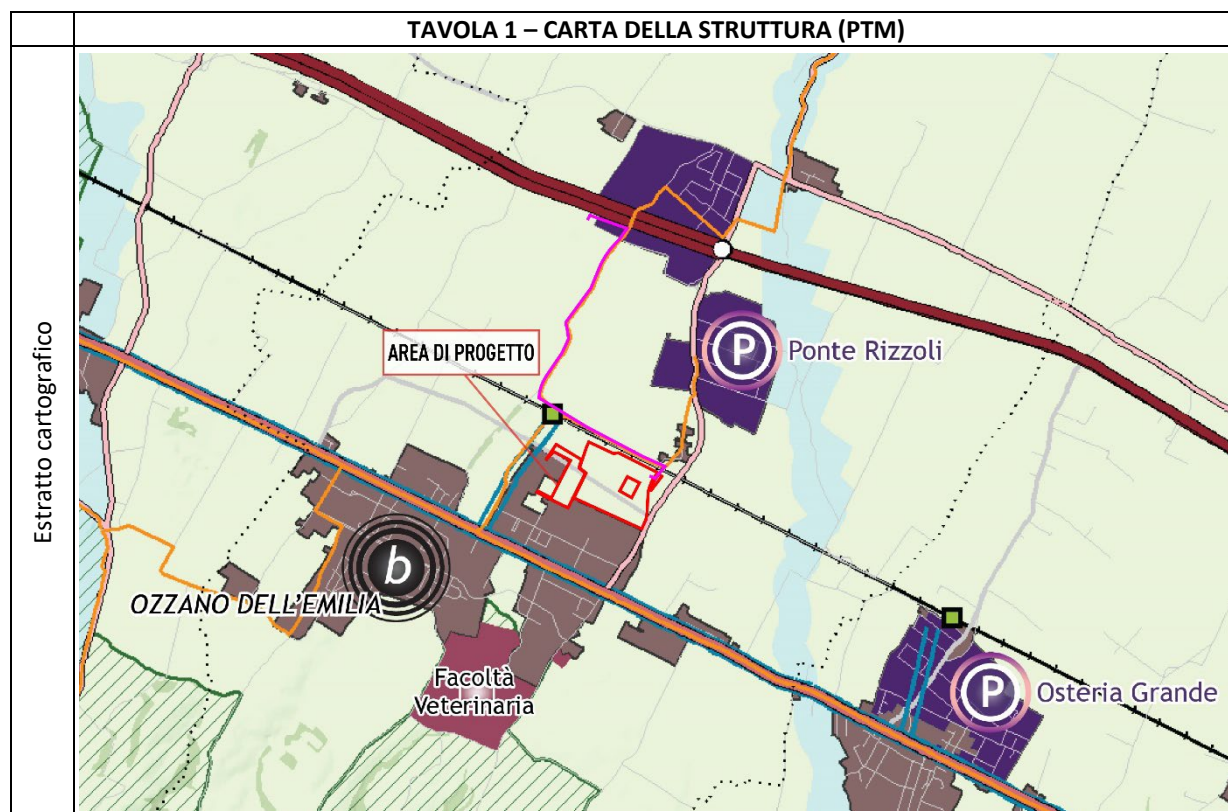 TAVOLA 1 – CARTA DELLA STRUTTURA (PTM)
Estratto cartografico
AREA DI PROGETTO
P
Ponte Rizzoli
b
OZZANO DELL'EMILIA
Facoltà
Veterinaria
P
Osteria Grande